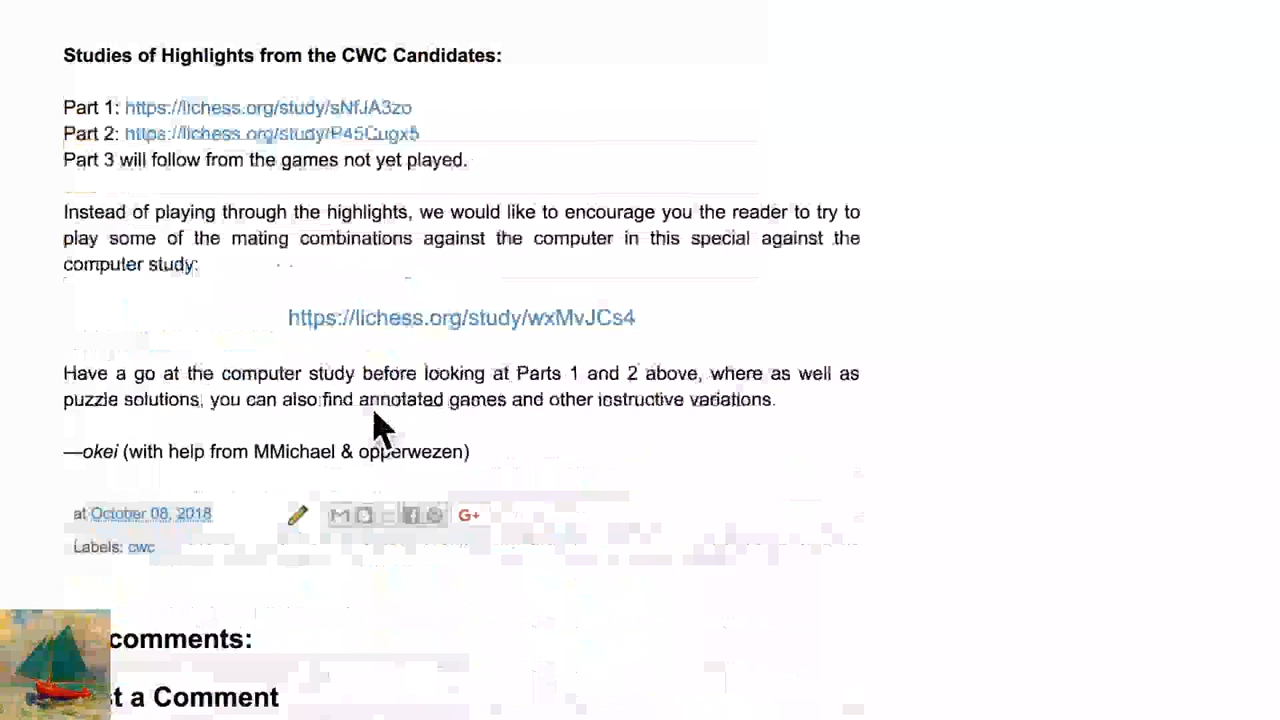 Studies of Highlights from the CWC Candidates:
Part 1: https://lichess.org/study/sNfJA3zo
Part 2: https://lichess.org/study/P45Cugx5
Part 3 will follow from the games not yet played.
Instead of playing through the highlights, we would like to encourage you the reader to try to
play some of the mating combinations against the computer in this special against the
computer study:
https://lichess.org/study/wxMvJCs4
Have a go at the computer study before looking at Parts 1 and 2 above, where as well as
puzzle solutions, you can also find annotated games and other instructive variations.
—okei (with help from MMichael & opperwezen)
at October 08, 2018
G+
Labels: cwc
comments:
t a Comment